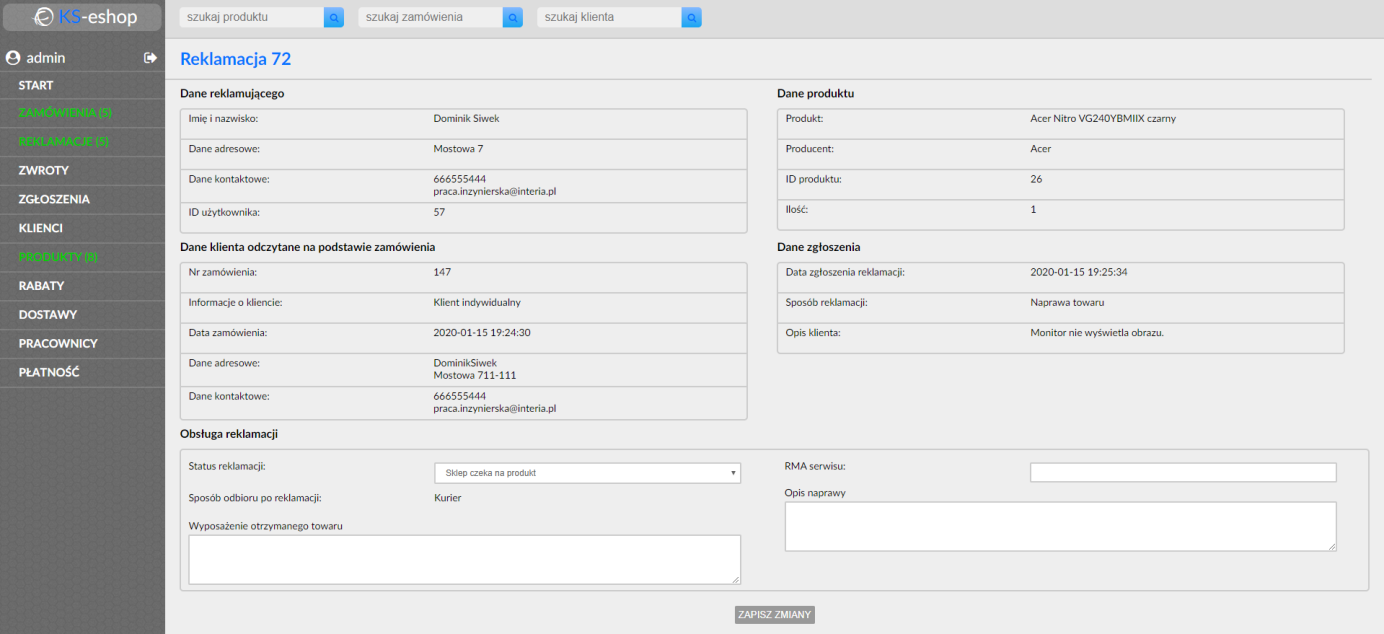 KS-eshop
szukaj produktu
szukaj zamówienia
szukaj klienta
admin
START
ZAMÓWIENIA (5)
REKLAMACJE (5)
ZWROTY
ZGŁOSZENIA
KLIENCI
PRODUKTY (8)
RABATY
DOSTAWY
PRACOWNICY
PŁATNOŚĆ
Reklamacja 72
Dane reklamującego
Imię i nazwisko: Dominik Siwek
Dane adresowe: Mostowa 7
Dane kontaktowe: 666555444
praca.inzynierska@interia.pl
ID użytkownika: 57
Dane produktu
Produkt: Acer Nitro VG240YBMIIX czarny
Producent: Acer
ID produktu: 26
Ilość: 1
Dane klienta odczytane na podstawie zamówienia
Nr zamówienia: 147
Informacje o kliencie: Klient indywidualny
Data zamówienia: 2020-01-15 19:24:30
Dane adresowe: DominikSiwek
Mostowa 711-111
Dane kontaktowe: 666555444
praca.inzynierska@interia.pl
Dane zgłoszenia
Data zgłoszenia reklamacji: 2020-01-15 19:25:34
Sposób reklamacji: Naprawa towaru
Opis klienta: Monitor nie wyświetla obrazu.
Obsługa reklamacji
Status reklamacji: Sklep czeka na produkt
Sposób odbioru po reklamacji: Kurier
Wyposażenie otrzymanego towaru
RMA serwisu:
Opis naprawy
ZAPISZ ZMIANY